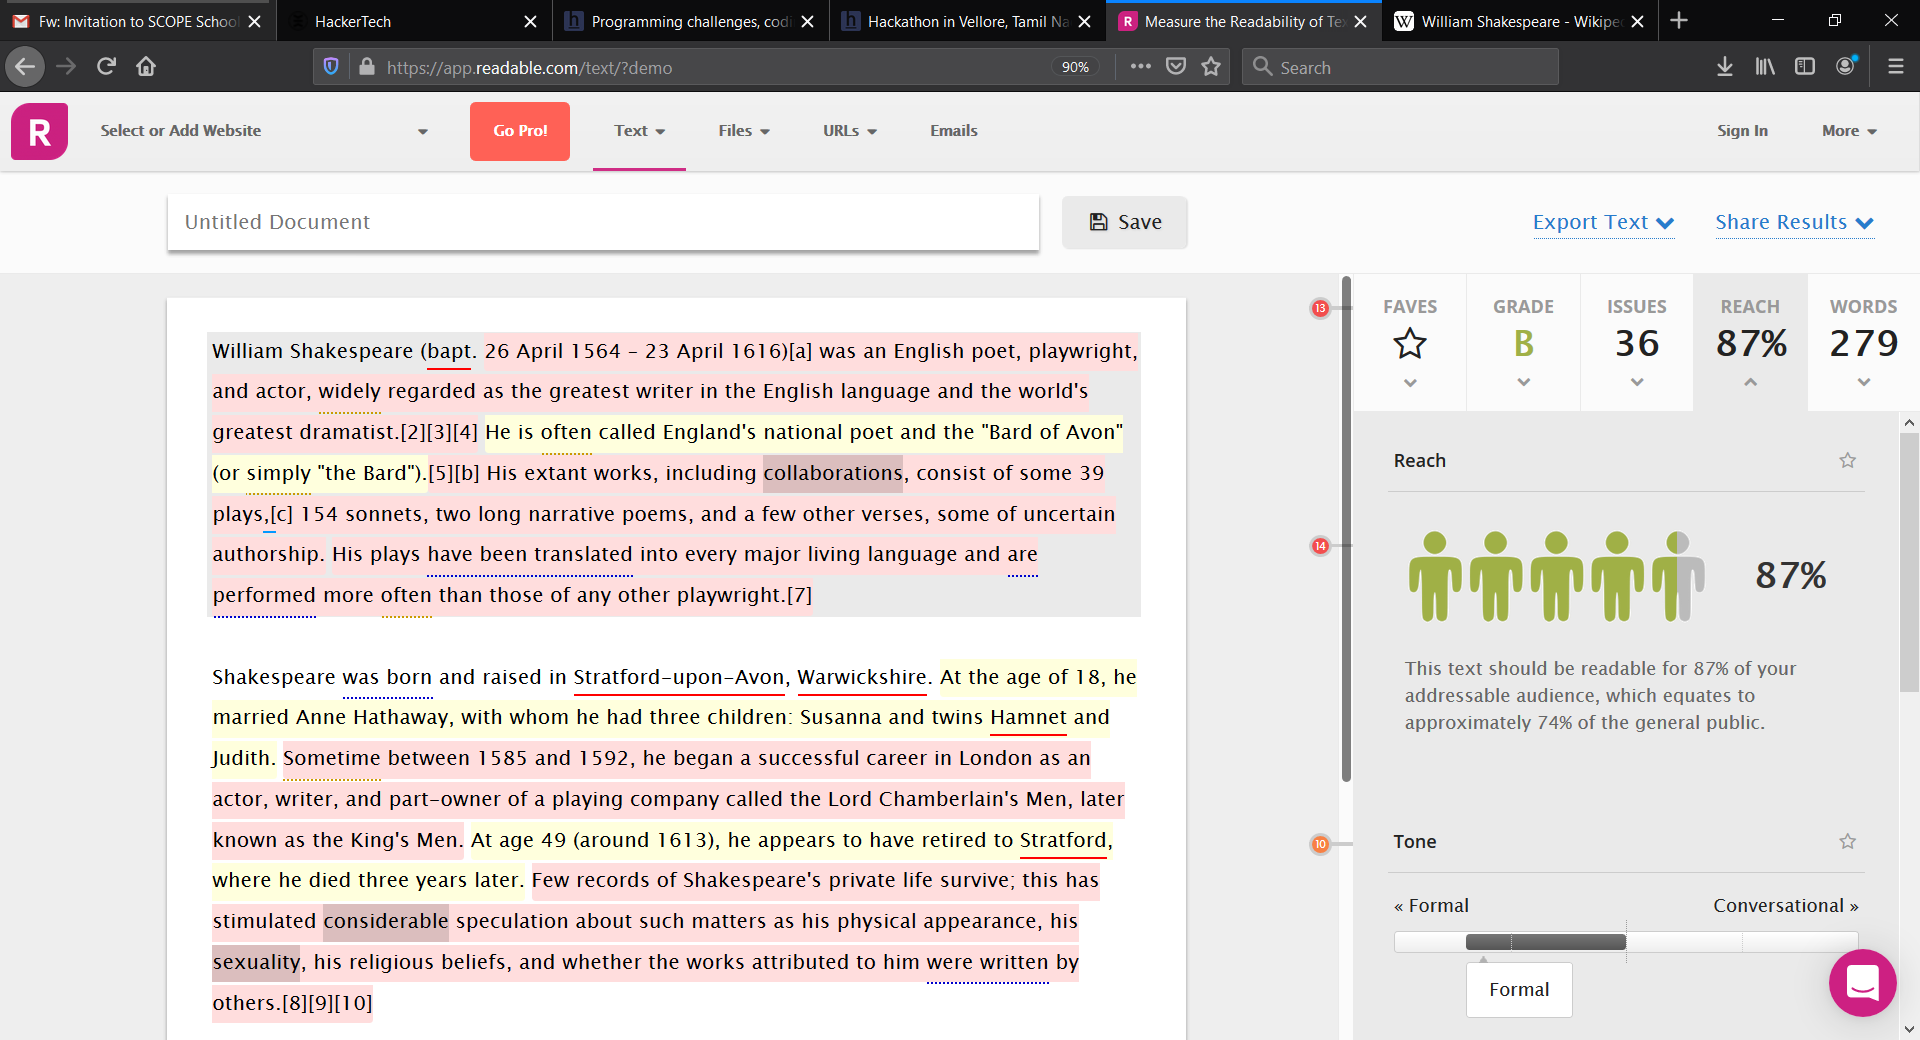 Fw: Invitation to SCOPE School
HackerTech
Programming challenges, codi
Hackathon in Vellore, Tamil Na
Measure the Readability of Te
William Shakespeare - Wikipe
https://app.readable.com/text/?demo
90%
Search
R
Select or Add Website
Go Pro!
Text
Files
URLs
Emails
Sign In
More
Untitled Document
Save
Export Text
Share Results
William Shakespeare (bapt. 26 April 1564 – 23 April 1616)[a] was an English poet, playwright,
and actor, widely regarded as the greatest writer in the English language and the world's
greatest dramatist.[2][3][4] He is often called England's national poet and the "Bard of Avon"
(or simply "the Bard").[5][b] His extant works, including collaborations, consist of some 39
plays,[c] 154 sonnets, two long narrative poems, and a few other verses, some of uncertain
authorship. His plays have been translated into every major living language and are
performed more often than those of any other playwright.[7]
Shakespeare was born and raised in Stratford-upon-Avon, Warwickshire. At the age of 18, he
married Anne Hathaway, with whom he had three children: Susanna and twins Hamnet and
Judith. Sometime between 1585 and 1592, he began a successful career in London as an
actor, writer, and part-owner of a playing company called the Lord Chamberlain's Men, later
known as the King's Men. At age 49 (around 1613), he appears to have retired to Stratford,
where he died three years later. Few records of Shakespeare's private life survive; this has
stimulated considerable speculation about such matters as his physical appearance, his
sexuality, his religious beliefs, and whether the works attributed to him were written by
others.[8][9][10]
13
14
10
FAVES
GRADE
B
ISSUES
36
REACH
87%
WORDS
279
Reach
87%
This text should be readable for 87% of your
addressable audience, which equates to
approximately 74% of the general public.
Tone
« Formal
Conversational »
Formal